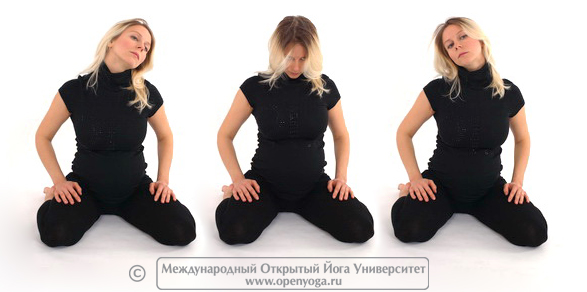 © Международный Открытый Йога Университет
www.openyoga.ru